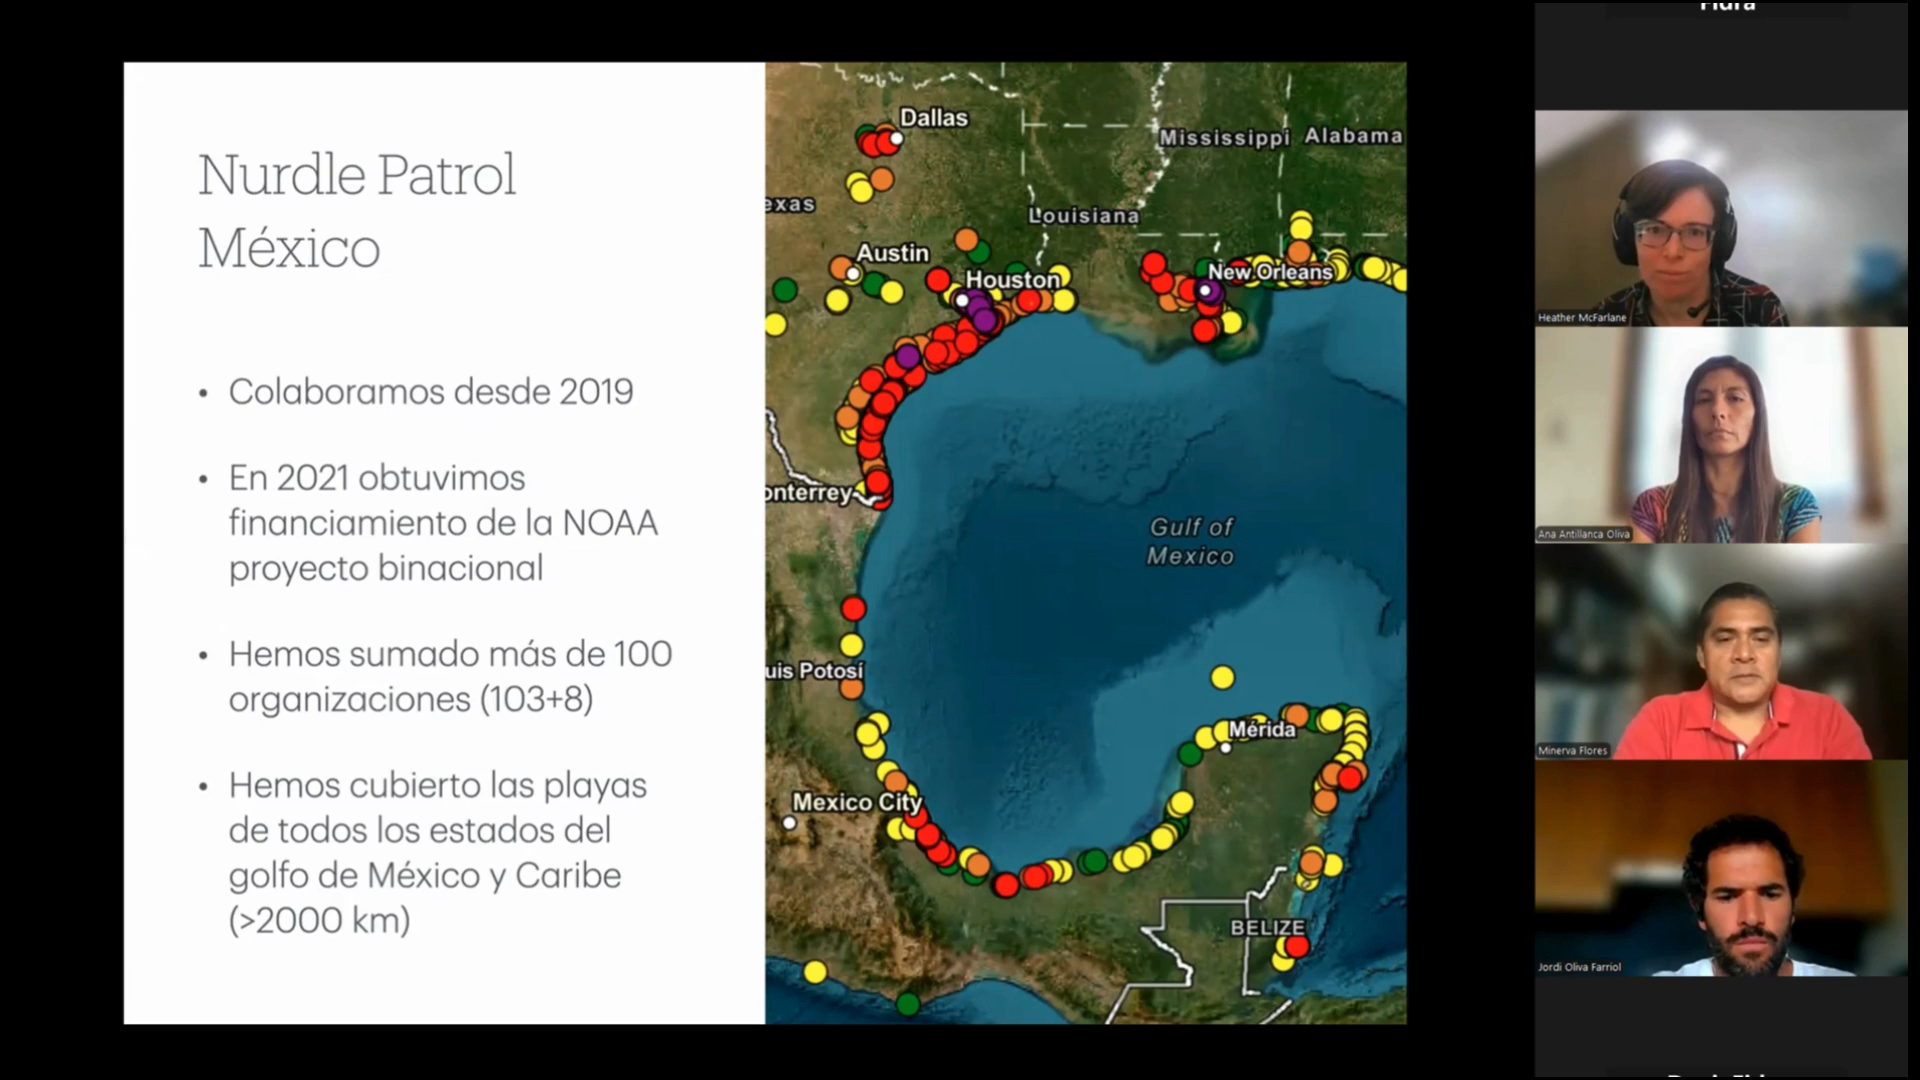 Nurdle Patrol
México
• Colaboramos desde 2019
• En 2021 obtuvimos
financiamiento de la NOAA
proyecto binacional
• Hemos sumado más de 100
organizaciones (103+8)
• Hemos cubierto las playas
de todos los estados del
golfo de México y Caribe
(>2000 km)
Dallas
Mississippi
Alabama
exas
Louisiana
Austin
Houston
New Orleans
onterrey
Gulf of
Mexico
uis Potosí
Mérida
Mexico City
BELIZE
Heather McFarlane
Ana Antillanca Oliva
Minerva Flores
Jordi Oliva Farriol